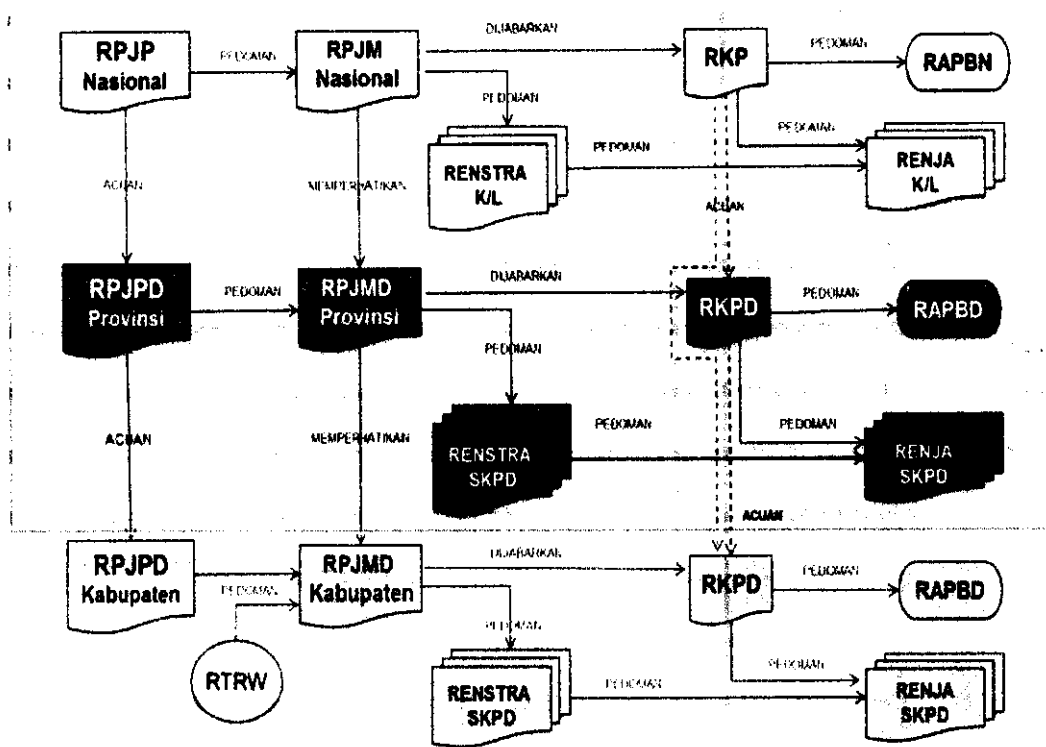 DIJABARKAN
RPJP
Nasional
PEDOMAN
RPJM
Nasional
RKP
PEDOMAN
RAPBN
PEDOMAN
RENSTRA
K/L
PEDOMAN
PEDOMAN
RENJA
K/L
ACUAN
MEMPERHATIKAN
ACUAN
RPJPD
Provinsi
PEDOMAN
RPJMD
Provinsi
DIJABARKAN
RKPD
PEDOMAN
RAPBD
PEDOMAN
ACUAN
MEMPERHATIKAN
RENSTRA
SKPD
PEDOMAN
PEDOMAN
RENJA
SKPD
ACUAN
RPJPD
Kabupaten
PEDOMAN
RPJMD
Kabupaten
DIJABARKAN
RKPD
PEDOMAN
RAPBD
RTRW
PEDOMAN
RENSTRA
SKPD
PEDOMAN
PEDOMAN
RENJA
SKPD